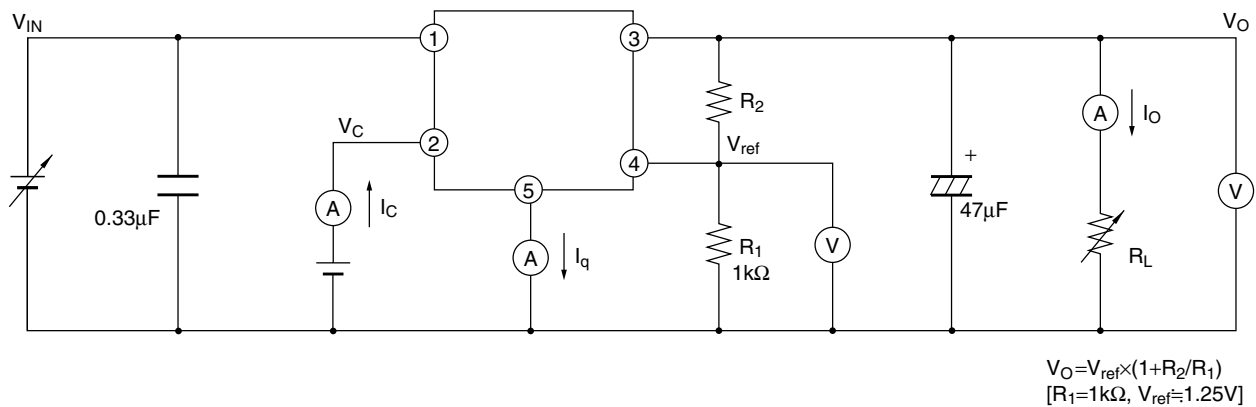 V_IN
1
3
V_O
R_2
A
I_O
V_C
2
V_ref
4
+
5
A
I_C
0.33μF
A
I_q
R_1
1kΩ
V
47μF
R_L
V
V_O=V_ref×(1+R_2/R_1)
[R_1=1kΩ, V_ref≒1.25V]